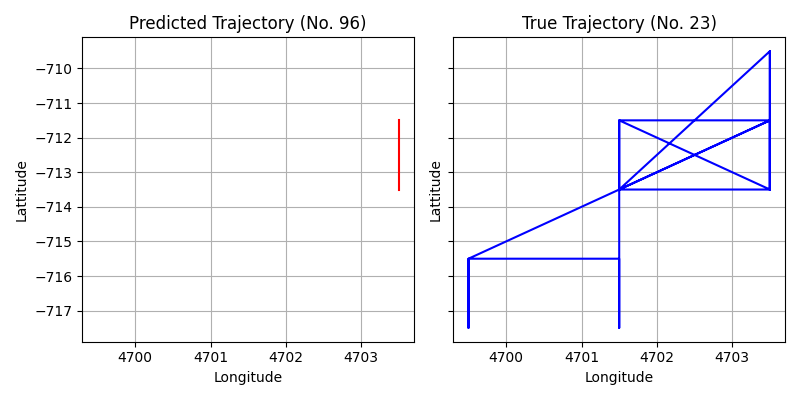 Predicted Trajectory (No. 96)
−710
−711
−712
−713
−714
−715
−716
−717
Lattitude
4700
4701
4702
4703
Longitude
True Trajectory (No. 23)
Lattitude
4700
4701
4702
4703
Longitude